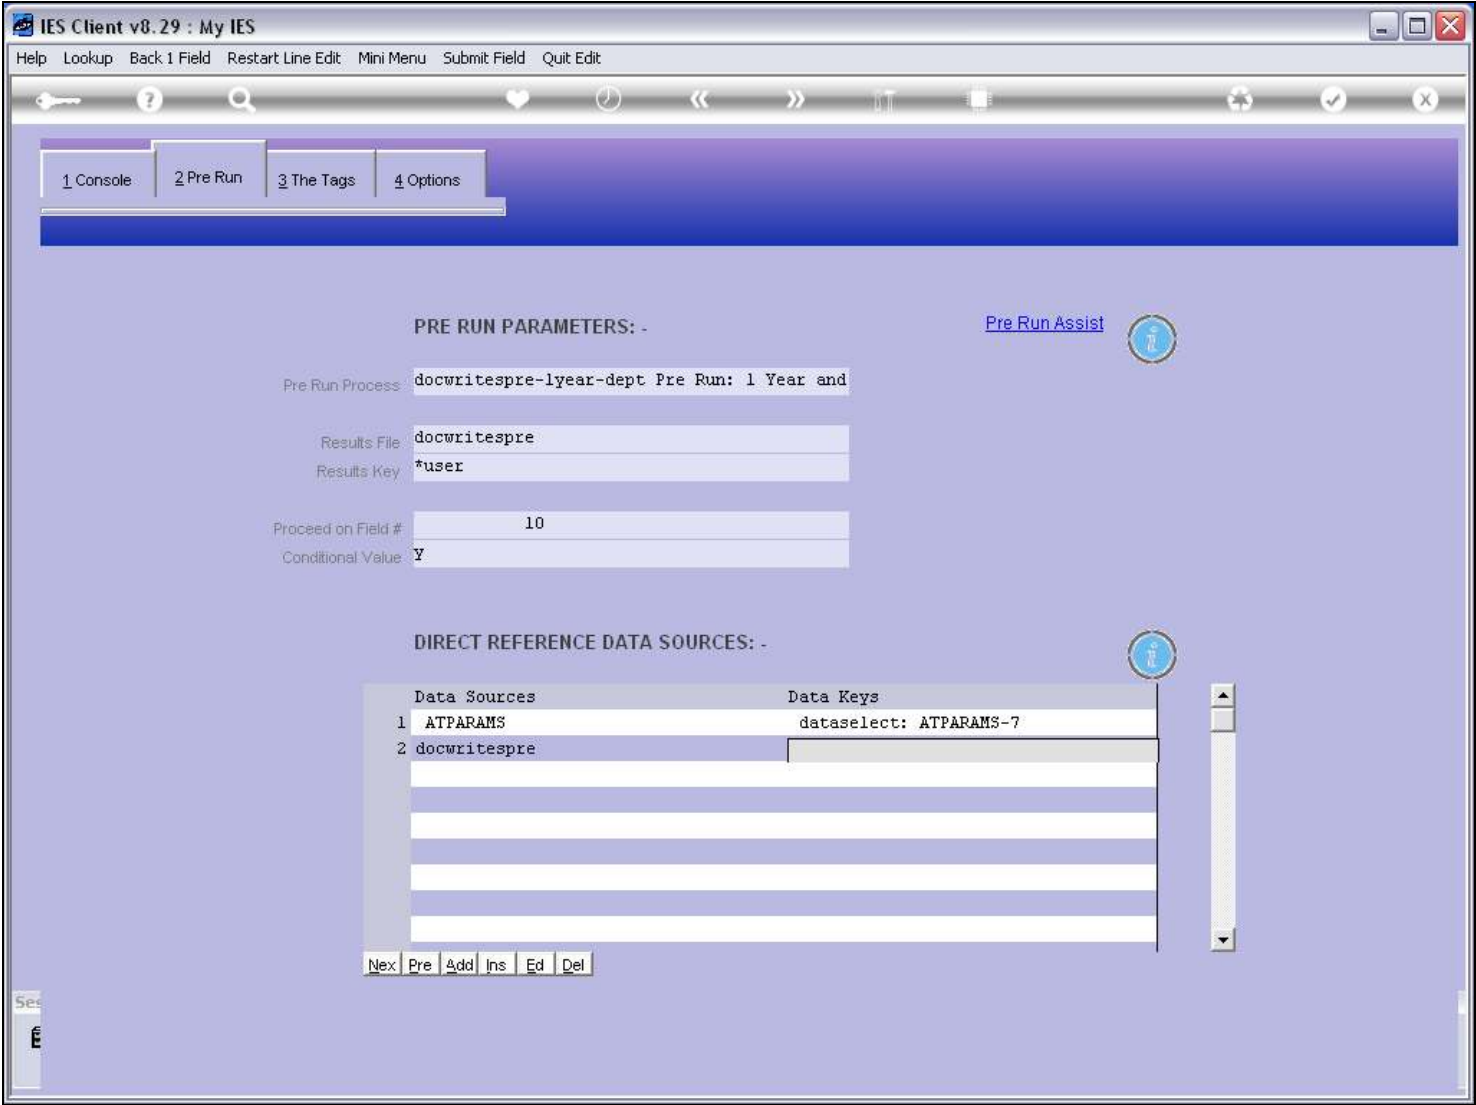 IES Client v8.29 : My IES
Help Lookup Back 1 Field Restart Line Edit Mini Menu Submit Field Quit Edit
1 Console 2 Pre Run 3 The Tags 4 Options
PRE RUN PARAMETERS: - Pre Run Assist
Pre Run Process docwritespre-1year-dept Pre Run: 1 Year and
Results File docwritespre
Results Key *user
Proceed on Field # 10
Conditional Value Y
DIRECT REFERENCE DATA SOURCES: -
Data Sources Data Keys
1 ATPARAMS dataselect: ATPARAMS-7
2 docwritespre
Nex Pre Add Ins Ed Del
Ses